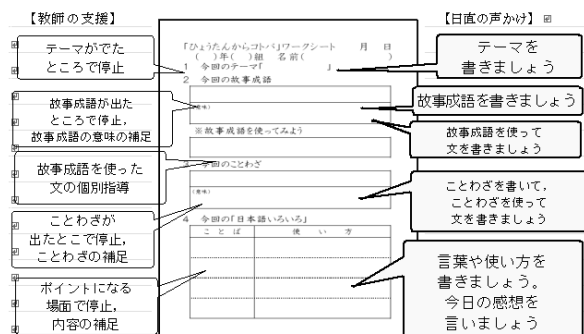 【教師の支援】
テーマがでた
ところで停止
故事成語が出た
ところで停止,
故事成語の意味の補足
故事成語を使った
文の個別指導
ことわざが
出たとこで停止,
ことわざの補足
ポイントになる
場面で停止,
内容の補足
「ひょうたんからコトバ」ワークシート 月 日
( )年( )組 名前( )
1 今回のテーマ「 」
2 今回の故事成語
(意味)
※故事成語を使ってみよう
3 今回のことわざ
(意味)
4 今回の「日本語いろいろ」
ことば 使い方
【日直の声かけ】
テーマを
書きましょう
故事成語を書きましょう
故事成語を使って
文を書きましょう
ことわざを書いて,
ことわざを使って
文を書きましょう
言葉や使い方を
書きましょう。
今日の感想を
言いましょう